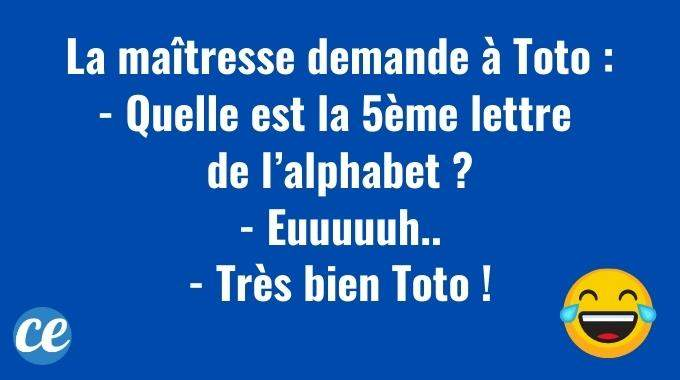 La maîtresse demande à Toto :
- Quelle est la 5ème lettre
de l’alphabet ?
- Euuuuuh..
- Très bien Toto !
ce